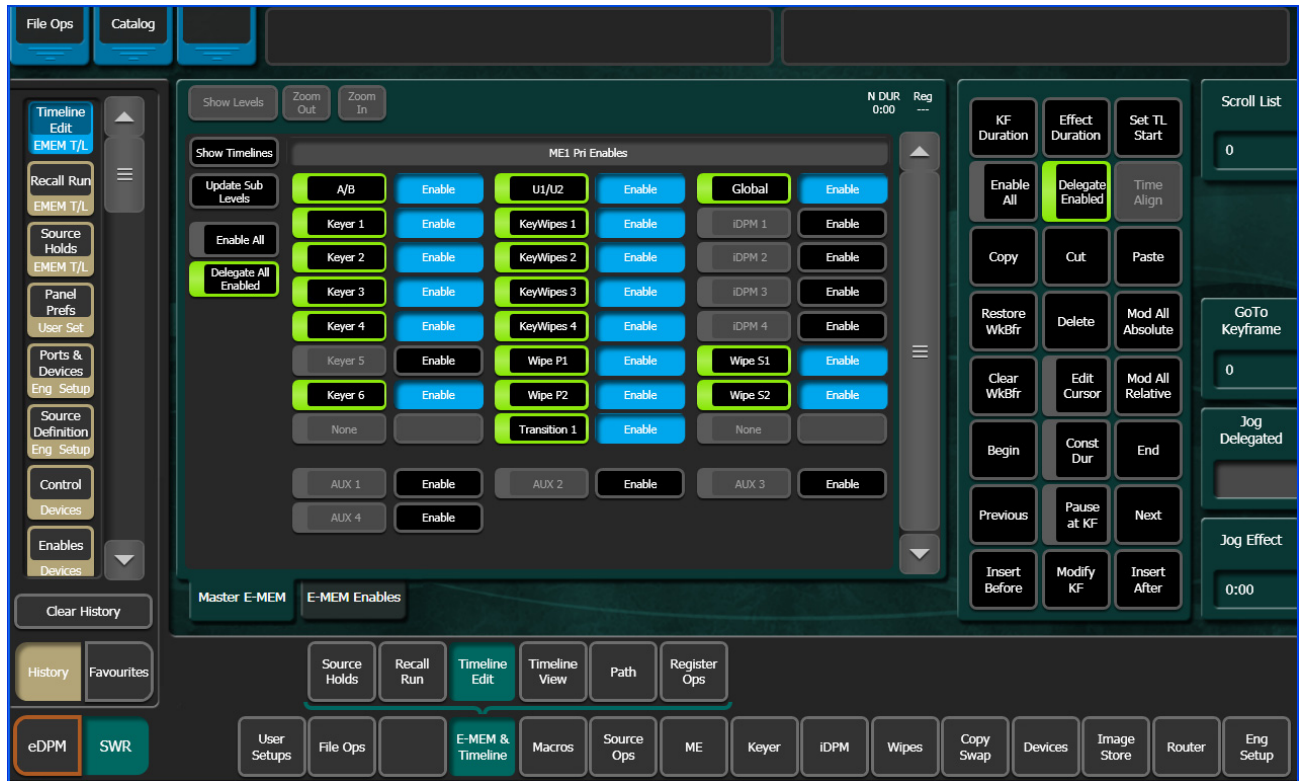 File Ops
Catalog
Timeline
Edit
EMEM T/L
Recall Run
EMEM T/L
Source
Holds
EMEM T/L
Panel
Prefs
User Set
Ports &
Devices
Eng Setup
Source
Definition
Eng Setup
Control
Devices
Enables
Devices
Clear History
History
Favourites
eDPM
SWR
Show Levels
Zoom
Out
Zoom
In
N DUR
0:00
Reg
---
Show Timelines
ME1 Pri Enables
Update Sub
Levels
Enable All
Delegate All
Enabled
A/B Enable U1/U2 Enable Global Enable
Keyer 1 Enable KeyWipes 1 Enable iDPM 1 Enable
Keyer 2 Enable KeyWipes 2 Enable iDPM 2 Enable
Keyer 3 Enable KeyWipes 3 Enable iDPM 3 Enable
Keyer 4 Enable KeyWipes 4 Enable iDPM 4 Enable
Keyer 5 Enable Wipe P1 Enable Wipe S1 Enable
Keyer 6 Enable Wipe P2 Enable Wipe S2 Enable
None Transition 1 Enable None
AUX 1 Enable AUX 2 Enable AUX 3 Enable
AUX 4 Enable
Master E-MEM
E-MEM Enables
KF
Duration
Effect
Duration
Set TL
Start
Enable
All
Delegate
Enabled
Time
Align
Copy
Cut
Paste
Restore
WkBfr
Delete
Mod All
Absolute
Clear
WkBfr
Edit
Cursor
Mod All
Relative
Begin
Const
Dur
End
Previous
Pause
at KF
Next
Insert
Before
Modify
KF
Insert
After
Scroll List
0
GoTo
Keyframe
0
Jog
Delegated
Jog Effect
0:00
Source
Holds
Recall
Run
Timeline
Edit
Timeline
View
Path
Register
Ops
User
Setups
File Ops
E-MEM &
Timeline
Macros
Source
Ops
ME
Keyer
iDPM
Wipes
Copy
Swap
Devices
Image
Store
Router
Eng
Setup